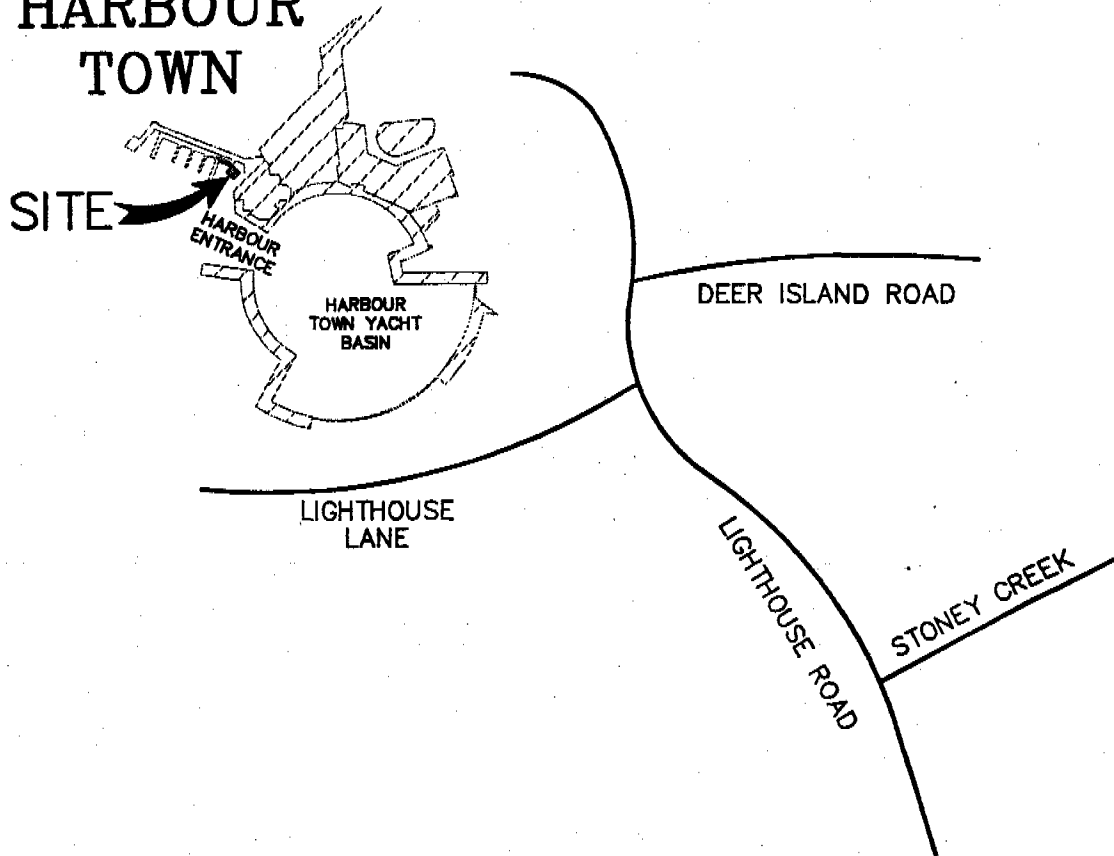 HARBOUR
TOWN
SITE
HARBOUR
ENTRANCE
HARBOUR
TOWN YACHT
BASIN
DEER ISLAND ROAD
LIGHTHOUSE
LANE
LIGHTHOUSE ROAD
STONEY CREEK